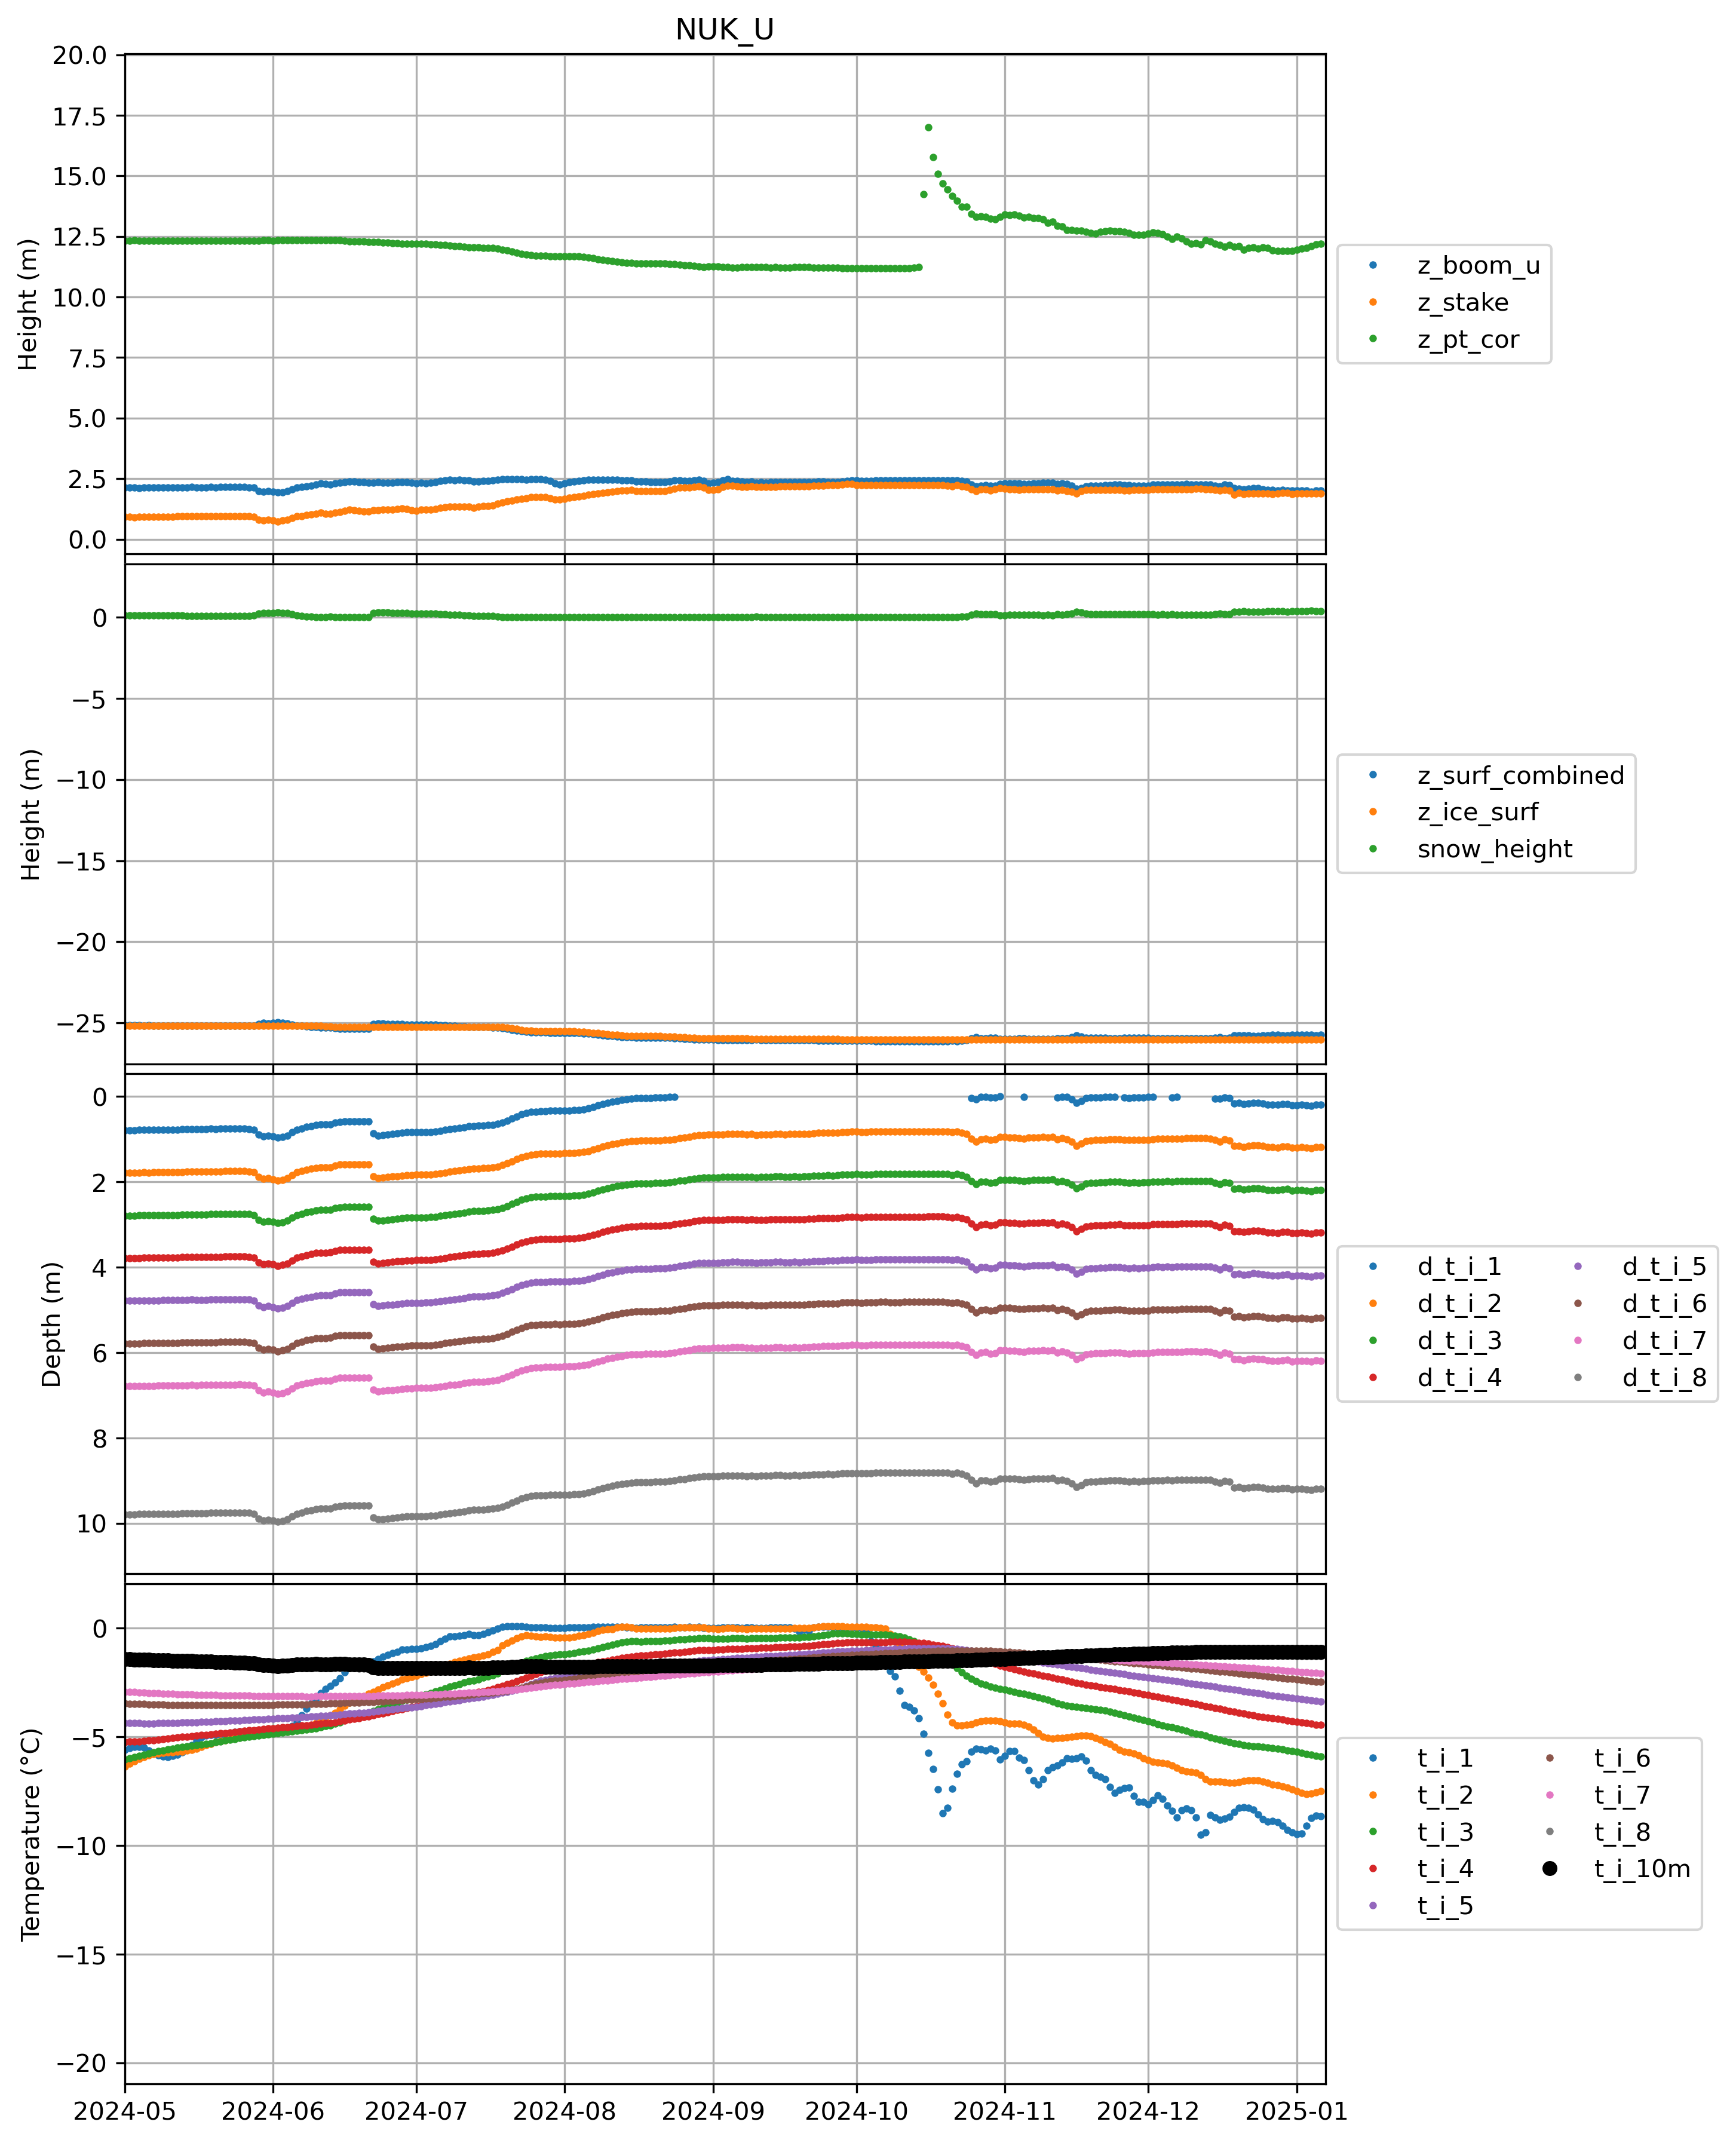 NUK_U
20.0
17.5
15.0
12.5
10.0
7.5
5.0
2.5
0.0
Height (m)
z_boom_u
z_stake
z_pt_cor
0
−5
−10
−15
−20
−25
Height (m)
z_surf_combined
z_ice_surf
snow_height
0
2
4
6
8
10
Depth (m)
d_t_i_1 d_t_i_5
d_t_i_2 d_t_i_6
d_t_i_3 d_t_i_7
d_t_i_4 d_t_i_8
0
−5
−10
−15
−20
Temperature (°C)
t_i_1 t_i_6
t_i_2 t_i_7
t_i_3 t_i_8
t_i_4 t_i_10m
t_i_5
2024-05 2024-06 2024-07 2024-08 2024-09 2024-10 2024-11 2024-12 2025-01